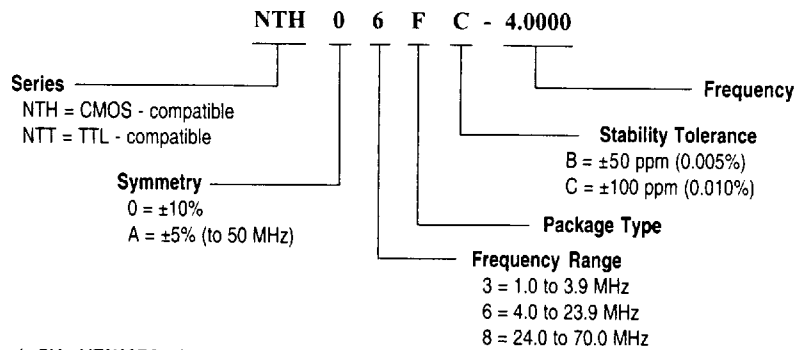 NTH 0 6 F C - 4.0000
Series
NTH = CMOS - compatible
NTT = TTL - compatible
Symmetry
0 = ±10%
A = ±5% (to 50 MHz)
Frequency
Stability Tolerance
B = ±50 ppm (0.005%)
C = ±100 ppm (0.010%)
Package Type
Frequency Range
3 = 1.0 to 3.9 MHz
6 = 4.0 to 23.9 MHz
8 = 24.0 to 70.0 MHz